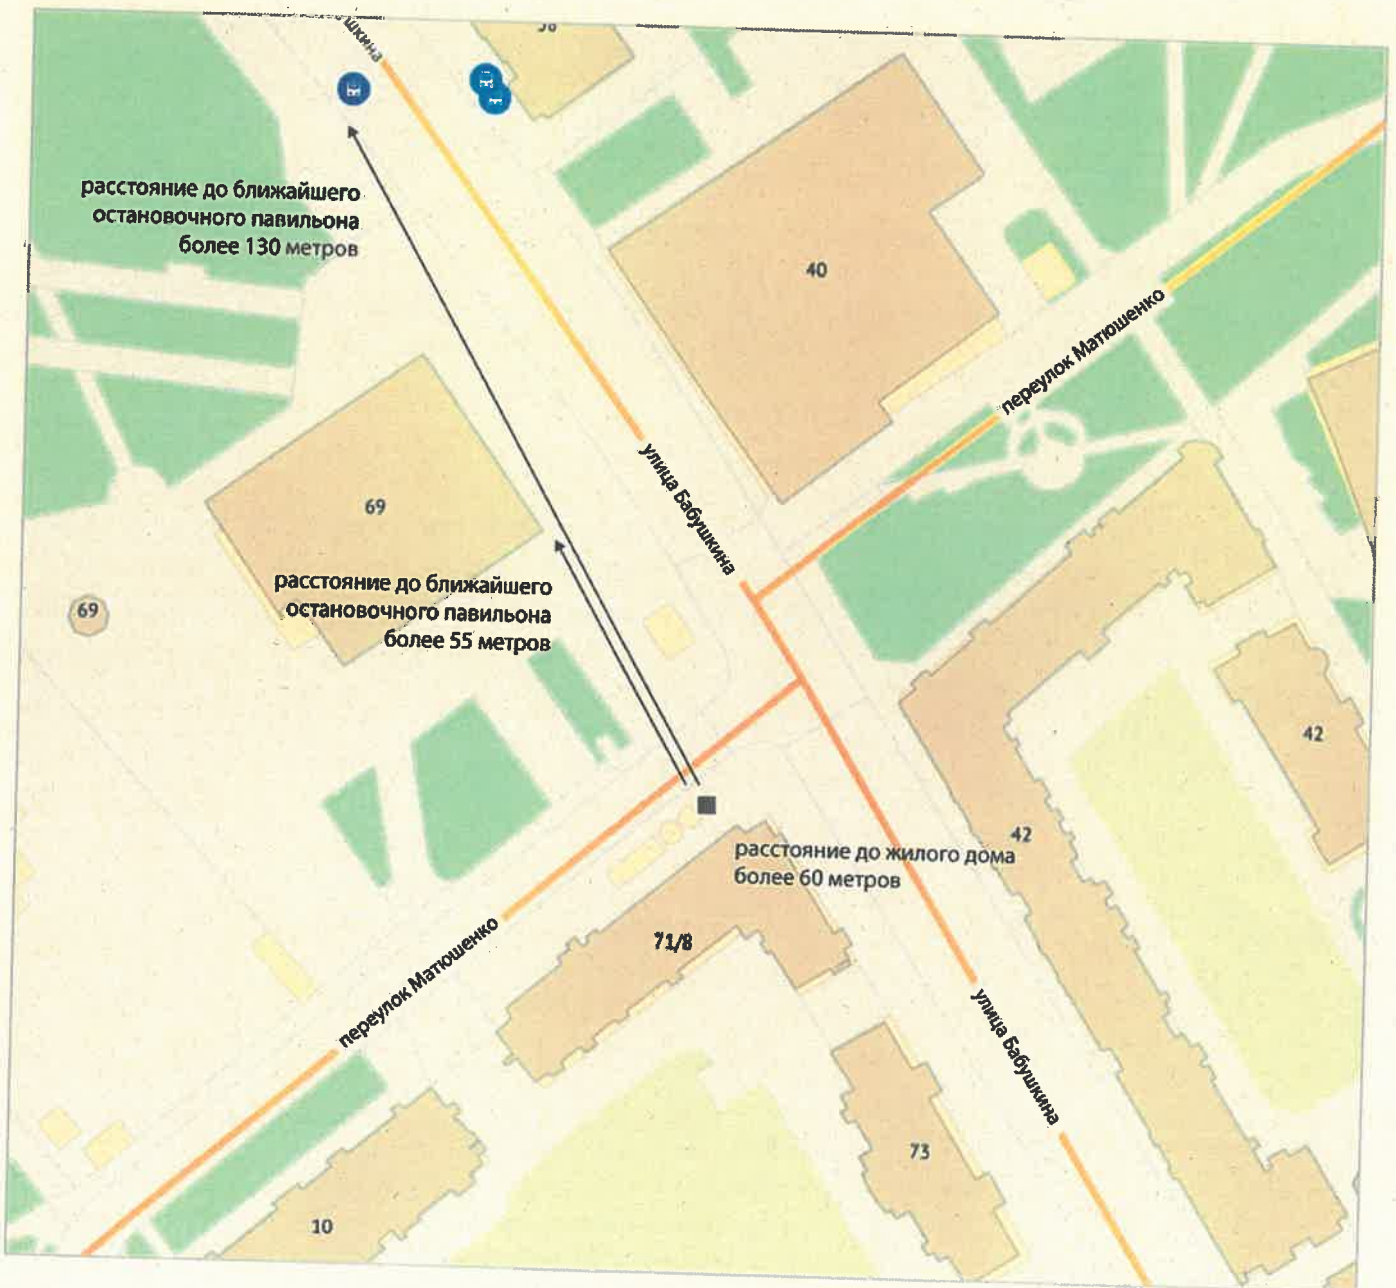 шкина
расстояние до ближайшего
остановочного павильона
более 130 метров
40
переулок Матюшенко
улица Бабушкина
69
расстояние до ближайшего
остановочного павильона
более 55 метров
69
42
42
расстояние до жилого дома
более 60 метров
71/8
переулок Матюшенко
улица Бабушкина
73
10